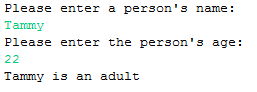 Please enter a person's name:
Tammy
Please enter the person's age:
22
Tammy is an adult